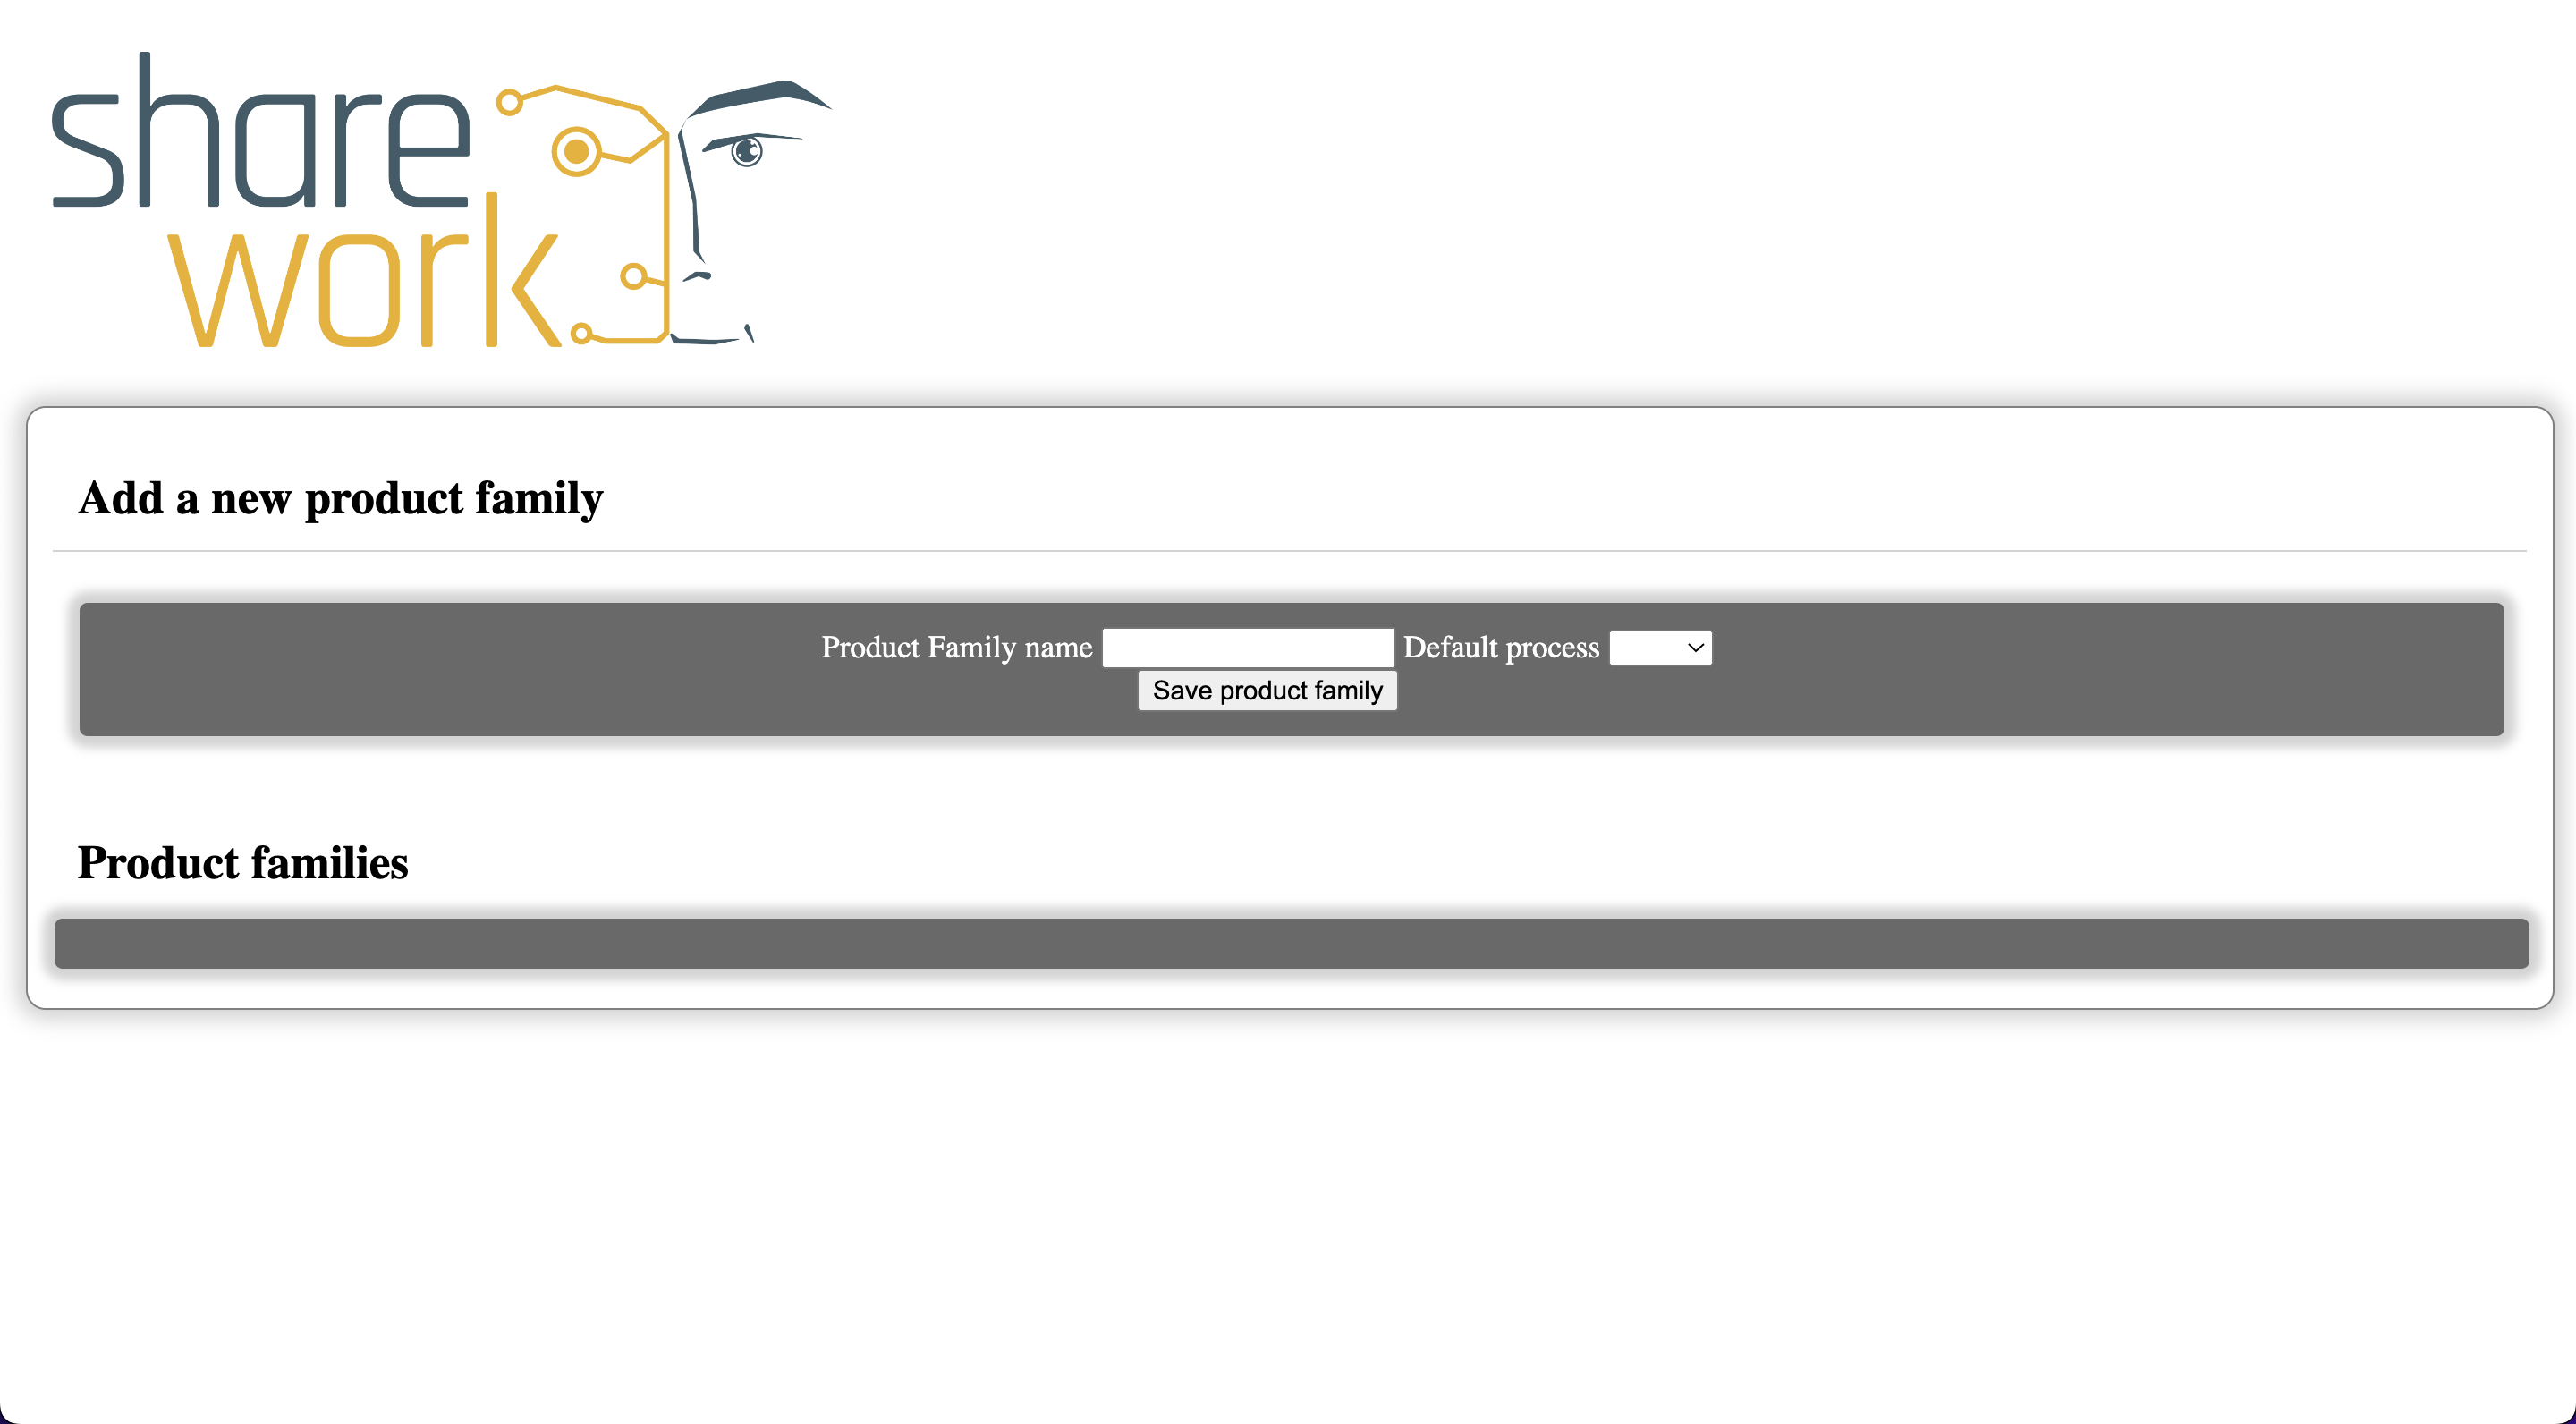 share
work
Add a new product family
Product Family name Default process
Save product family
Product families